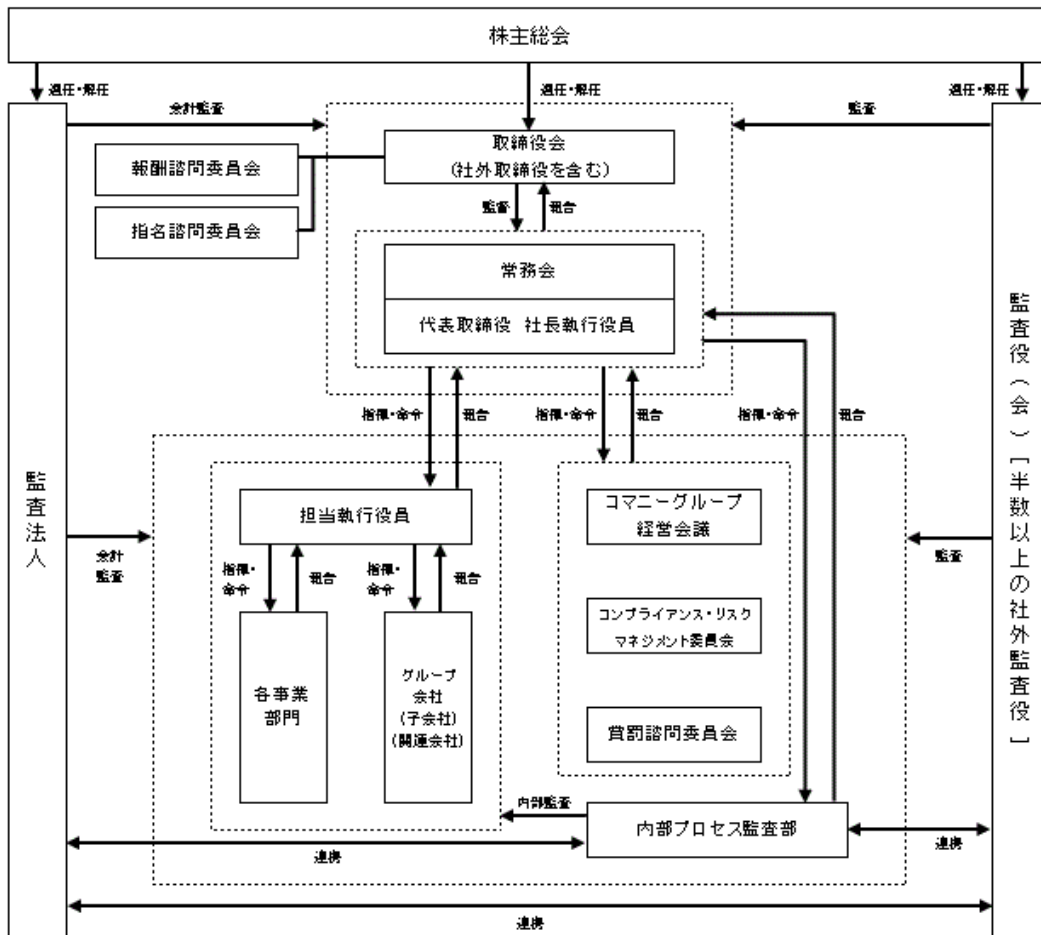 株主総会
選任・解任
選任・解任
選任・解任
会計監査
監査
取締役会
(社外取締役を含む)
報酬諮問委員会
指名諮問委員会
監督
報告
常務会
代表取締役 社長執行役員
指揮・命令
報告
指揮・命令
報告
指揮・命令
報告
監査法人
監査役(会)[半数以上の社外監査役]
担当執行役員
コマニーグループ
経営会議
会計
監査
監査
指揮・
命令
報告
指揮・
命令
報告
コンプライアンス・リスク
マネジメント委員会
各事業
部門
グループ
会社
(子会社)
(関連会社)
賞罰諮問委員会
内部監査
内部プロセス監査部
連携
連携
連携